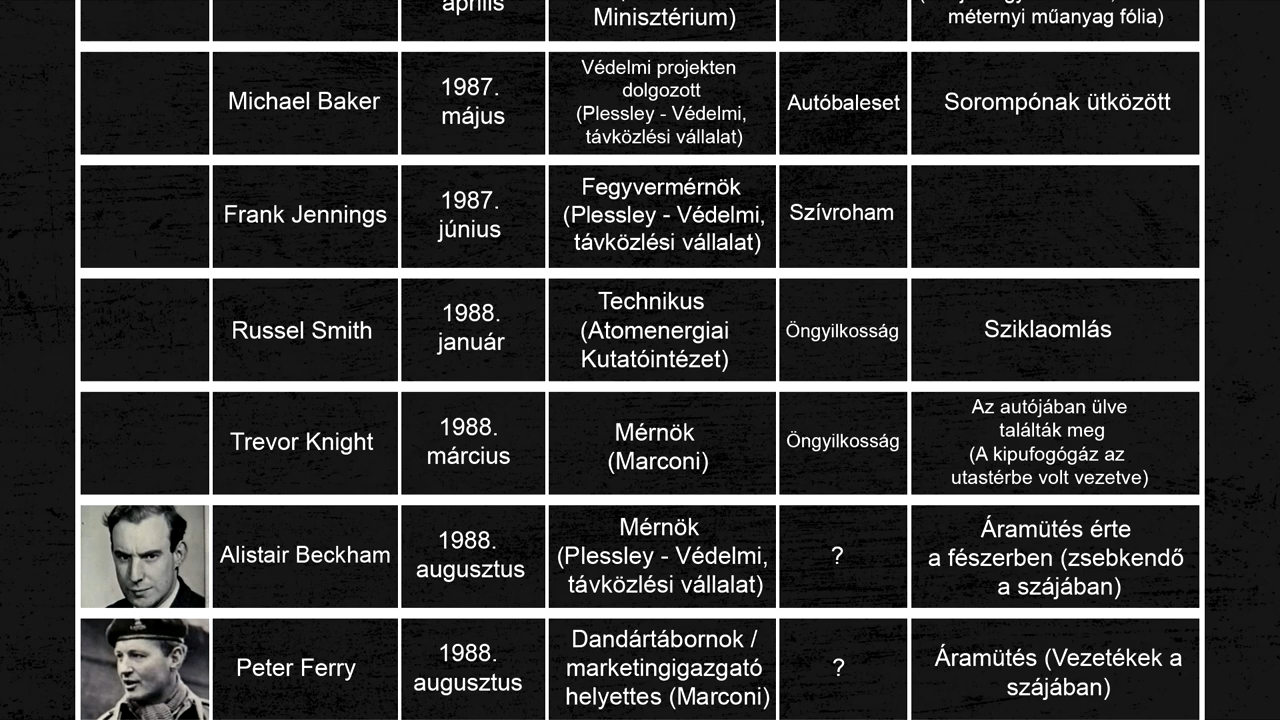 április
Minisztérium)
méternyi műanyag fólia)
Michael Baker
1987.
május
Védelmi projekten
dolgozott
(Plessley - Védelmi,
távközlési vállalat)
Autóbaleset
Sorompónak ütközött
Frank Jennings
1987.
június
Fegyvermérnök
(Plessley - Védelmi,
távközlési vállalat)
Szívroham
Russel Smith
1988.
január
Technikus
(Atomenergiai
Kutatóintézet)
Öngyilkosság
Sziklaomlás
Trevor Knight
1988.
március
Mérnök
(Marconi)
Öngyilkosság
Az autójában ülve
találták meg
(A kipufogógáz az
utastérbe volt vezetve)
Alistair Beckham
1988.
augusztus
Mérnök
(Plessley - Védelmi,
távközlési vállalat)
?
Áramütés érte
a fészerben (zsebkendő
a szájában)
Peter Ferry
1988.
augusztus
Dandártábornok /
marketingigazgató
helyettes (Marconi)
?
Áramütés (Vezetékek a
szájában)